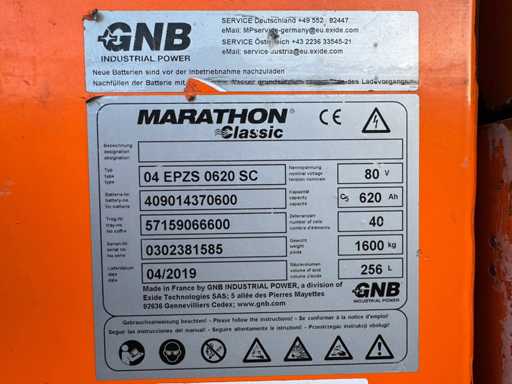 GNB
INDUSTRIAL POWER
SERVICE Deutschland +49 552 82447
eMail: MPservice-germany@eu.exide.com
SERVICE Österreich +43 2236 33545-21
eMail: service- ustria@eu.exide.com
Neue Batterien sind vor der Inbetriebnahme nachzuladen
Nachfüllen der Batterie mit des Ladevorgang
MARATHON
Classic
CE
Bezeichnung
designation
désignation
Typ
type
type
04 EPZS 0620 SC
Nennspannung
nominal voltage
tension nominale
80 V
Batterie-Nr.
battery-no
no batterie
409014370600
Kapazität
capacity
capacité
C5 620 Ah
Trog-Nr.
tray-no
No coffre
57159066600
Zellenanzahl
number of cells
nombre d'éléments
40
Serien-Nr.
serial-no
série
0302381585
Gewicht
weight
poids
1600 kg
Lieferdatum
date
date
04/2019
Säurevolumen
volume of acid
volume d'acide
256 L
Made in France by GNB INDUSTRIAL POWER, a division of
Exide Technologies SAS; 5 allée des Pierres Mayettes
92636 Gennevilliers Cedex; www.gnb.com
GNB
INDUSTRIAL POWER
Gebrauchsanweisung beachten! - Please follow the instructions! - Se conformer à la notice d'emploi!
Seguir las instrucciones del manual! - Seguire attentamente le istruzioni! - Przestrzegac instrukcji obslugi!